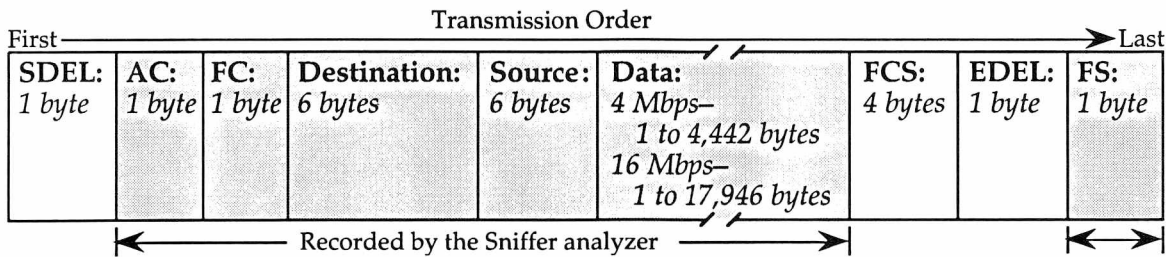 Transmission Order
First
Last
SDEL:
1 byte
AC:
1 byte
FC:
1 byte
Destination:
6 bytes
Source:
6 bytes
Data:
4 Mbps–
1 to 4,442 bytes
16 Mbps–
1 to 17,946 bytes
FCS:
4 bytes
EDEL:
1 byte
FS:
1 byte
Recorded by the Sniffer analyzer